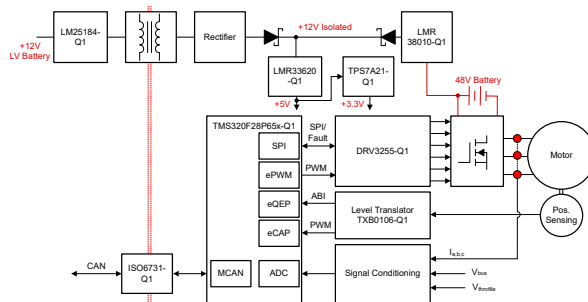 +12V
LV Battery
LM25184-
Q1
Rectifier
+12V Isolated
LMR
38010-Q1
LMR33620
-Q1
TPS7A21-
Q1
+5V
+3.3V
48V Battery
TMS320F28P65x-Q1
SPI
SPI/
Fault
DRV3255-Q1
ePWM
PWM
Motor
eQEP
ABI
Level Translator
TXB0106-Q1
eCAP
PWM
Pos.
Sensing
CAN
ISO6731-
Q1
MCAN
ADC
Signal Conditioning
Ia,b,c
Vbus
Vthrottle